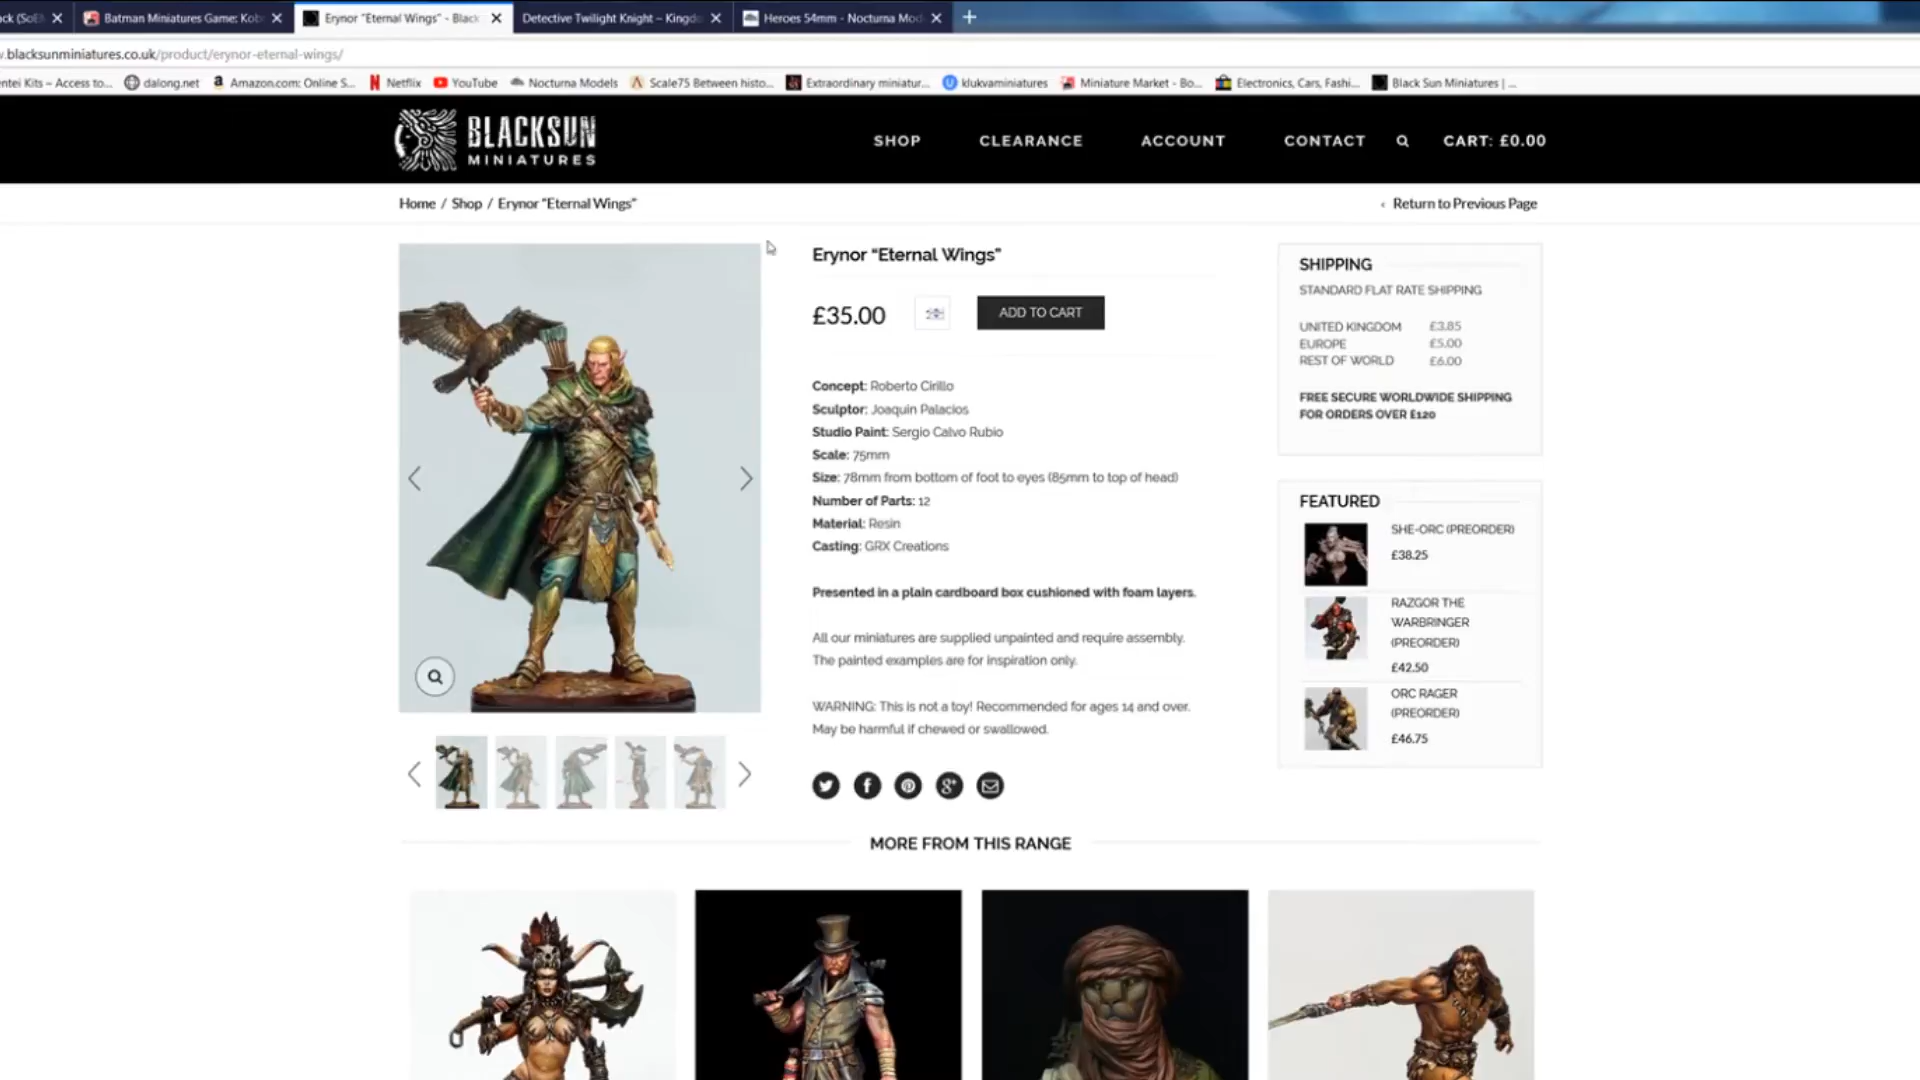 ack (SoE
Batman Miniatures Game: Kob
Erynor "Eternal Wings" - Black
Detective Twilight Knight – Kingd
Heroes 54mm - Nocturna Mod
.blacksunminiatures.co.uk/product/erynor-eternal-wings/
entei Kits – Access to...
dalong.net
Amazon.com: Online S...
Netflix
YouTube
Nocturna Models
Scale75 Between histo...
Extraordinary miniatur...
klukvaminiatures
Miniature Market - Bo...
Electronics, Cars, Fashi...
Black Sun Miniatures | ...
BLACKSUN
MINIATURES
SHOP
CLEARANCE
ACCOUNT
CONTACT
CART: £0.00
Home / Shop / Erynor "Eternal Wings"
‹ Return to Previous Page
Erynor "Eternal Wings"
£35.00
ADD TO CART
Concept: Roberto Cirillo
Sculptor: Joaquin Palacios
Studio Paint: Sergio Calvo Rubio
Scale: 75mm
Size: 78mm from bottom of foot to eyes (85mm to top of head)
Number of Parts: 12
Material: Resin
Casting: GRX Creations
Presented in a plain cardboard box cushioned with foam layers.
All our miniatures are supplied unpainted and require assembly.
The painted examples are for inspiration only.
WARNING: This is not a toy! Recommended for ages 14 and over.
May be harmful if chewed or swallowed.
SHIPPING
STANDARD FLAT RATE SHIPPING
UNITED KINGDOM £3.85
EUROPE £5.00
REST OF WORLD £6.00
FREE SECURE WORLDWIDE SHIPPING
FOR ORDERS OVER £120
FEATURED
SHE-ORC (PREORDER)
£38.25
RAZGOR THE
WARBRINGER
(PREORDER)
£42.50
ORC RAGER
(PREORDER)
£46.75
MORE FROM THIS RANGE